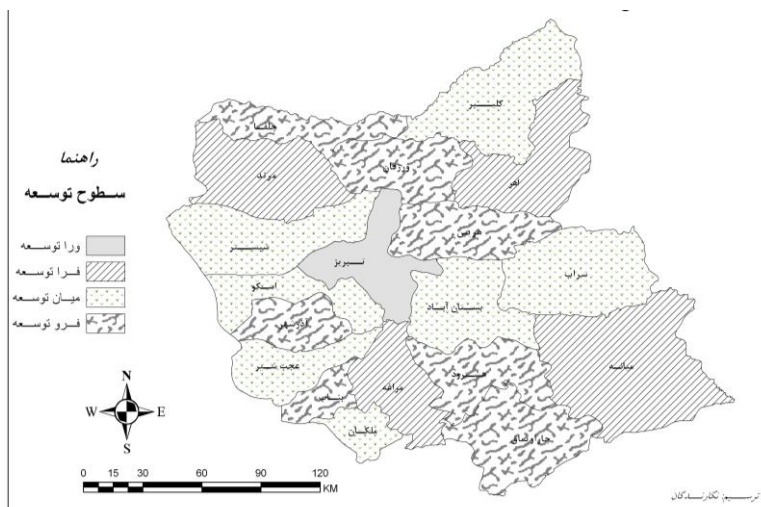 راهنما
سطوح توسعه
ورا توسعه
فرا توسعه
میان توسعه
فرو توسعه
کلیبر
جلفا
ورزقان
مرند
اهر
هریس
شبستر
تبریز
سراب
اسکو
بستان آباد
آذرشهر
عجب شیر
هشترود
میانه
مراغه
بناب
ملکان
چاراویماق
N
W E
S
0 15 30 60 90 120
KM
ترسیم: نگارندگان